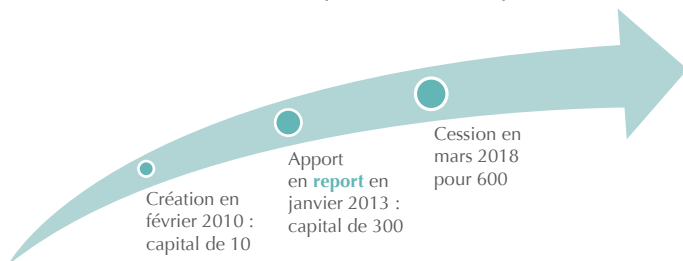 Création en
février 2010 :
capital de 10
Apport
en report en
janvier 2013 :
capital de 300
Cession en
mars 2018
pour 600